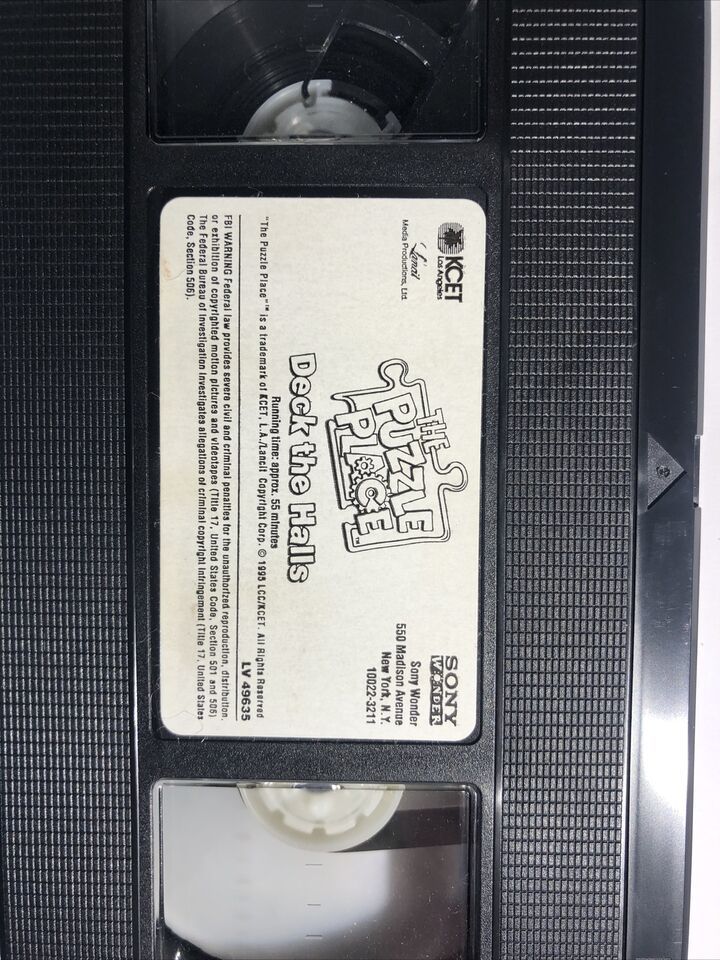 KCET
Los Angeles
Lancit
Media Productions, Ltd.
THE
PUZZLE
PLACE™
SONY
WONDER
Sony Wonder
550 Madison Avenue
New York, N.Y.
10022-3211
Deck the Halls
Running time: approx. 55 minutes
"The Puzzle Place"™ is a trademark of KCET, L.A./Lancit Copyright Corp. © 1995 LCC/KCET. All Rights Reserved
LV 49635
FBI WARNING Federal law provides severe civil and criminal penalties for the unauthorized reproduction, distribution,
or exhibition of copyrighted motion pictures and videotapes (Title 17, United States Code, Section 501 and 506)
The Federal Bureau of Investigation investigates allegations of criminal copyright infringement (Title 17, United States
Code, Section 506).